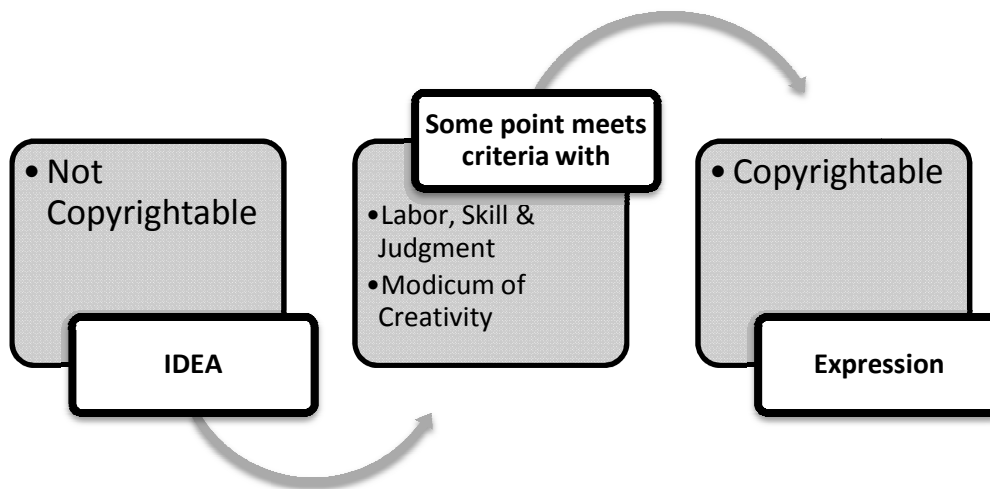 • Not
Copyrightable
IDEA
Some point meets
criteria with
•Labor, Skill &
Judgment
•Modicum of
Creativity
• Copyrightable
Expression